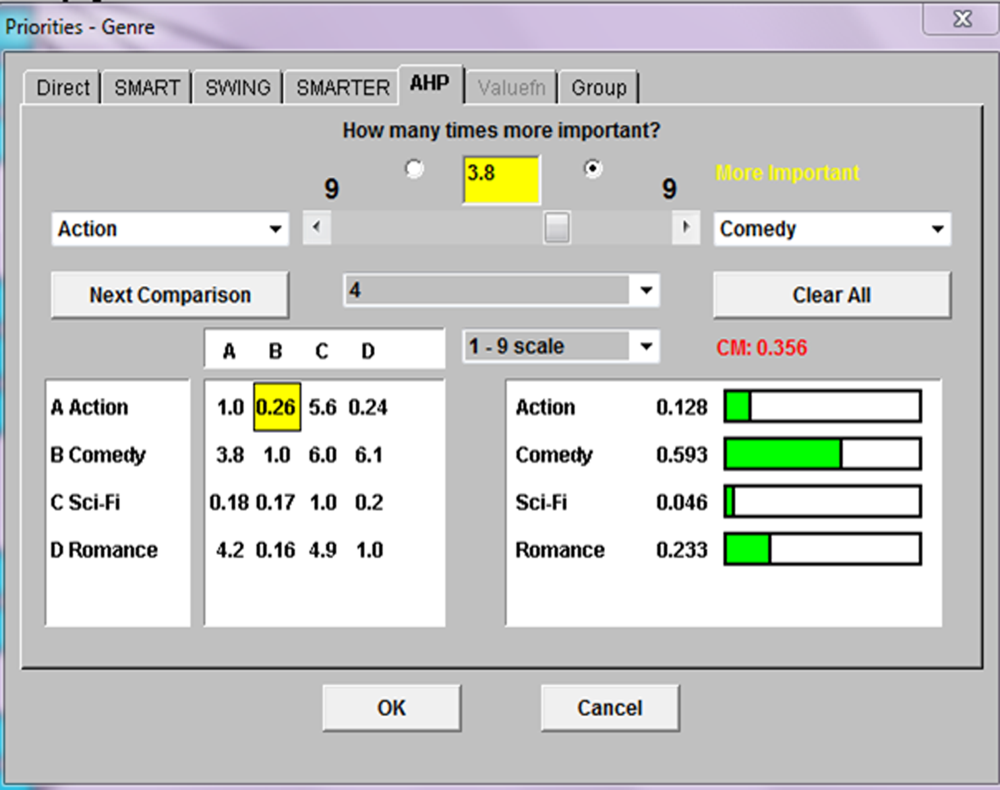 Priorities - Genre
Direct SMART SWING SMARTER AHP Valuefn Group
How many times more important?
9 3.8 9 More Important
Action Comedy
Next Comparison 4 Clear All
A B C D 1 - 9 scale CM: 0.356
A Action 1.0 0.26 5.6 0.24 Action 0.128
B Comedy 3.8 1.0 6.0 6.1 Comedy 0.593
C Sci-Fi 0.18 0.17 1.0 0.2 Sci-Fi 0.046
D Romance 4.2 0.16 4.9 1.0 Romance 0.233
OK Cancel